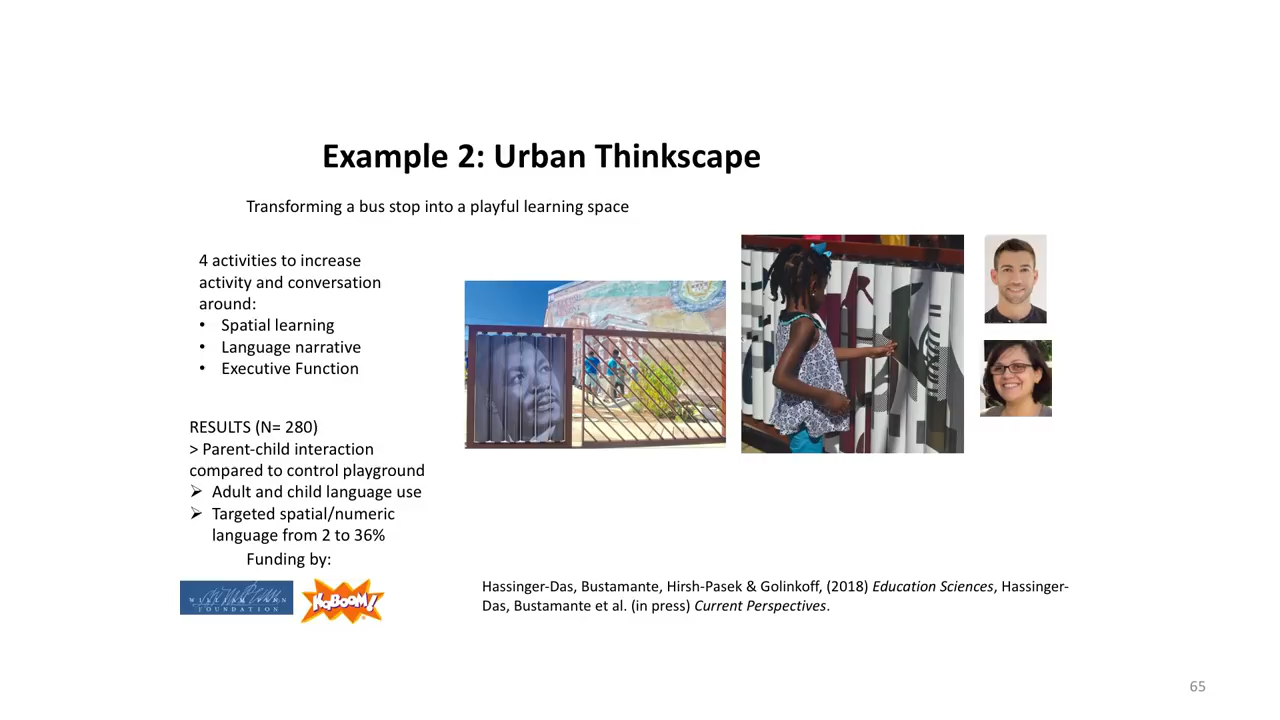 Example 2: Urban Thinkscape
Transforming a bus stop into a playful learning space
4 activities to increase
activity and conversation
around:
• Spatial learning
• Language narrative
• Executive Function
RESULTS (N= 280)
> Parent-child interaction
compared to control playground
➢ Adult and child language use
➢ Targeted spatial/numeric
language from 2 to 36%
Funding by:
WILLIAM PENN
FOUNDATION
KaBOOM!
Hassinger-Das, Bustamante, Hirsh-Pasek & Golinkoff, (2018) Education Sciences, Hassinger-
Das, Bustamante et al. (in press) Current Perspectives.
65